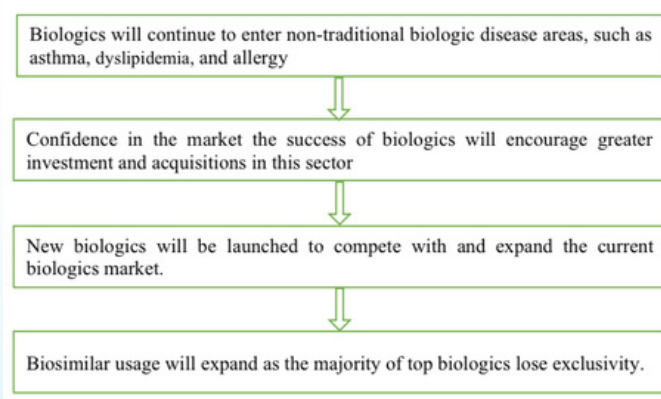 Biologics will continue to enter non-traditional biologic disease areas, such as
asthma, dyslipidemia, and allergy
Confidence in the market the success of biologics will encourage greater
investment and acquisitions in this sector
New biologics will be launched to compete with and expand the current
biologics market.
Biosimilar usage will expand as the majority of top biologics lose exclusivity.